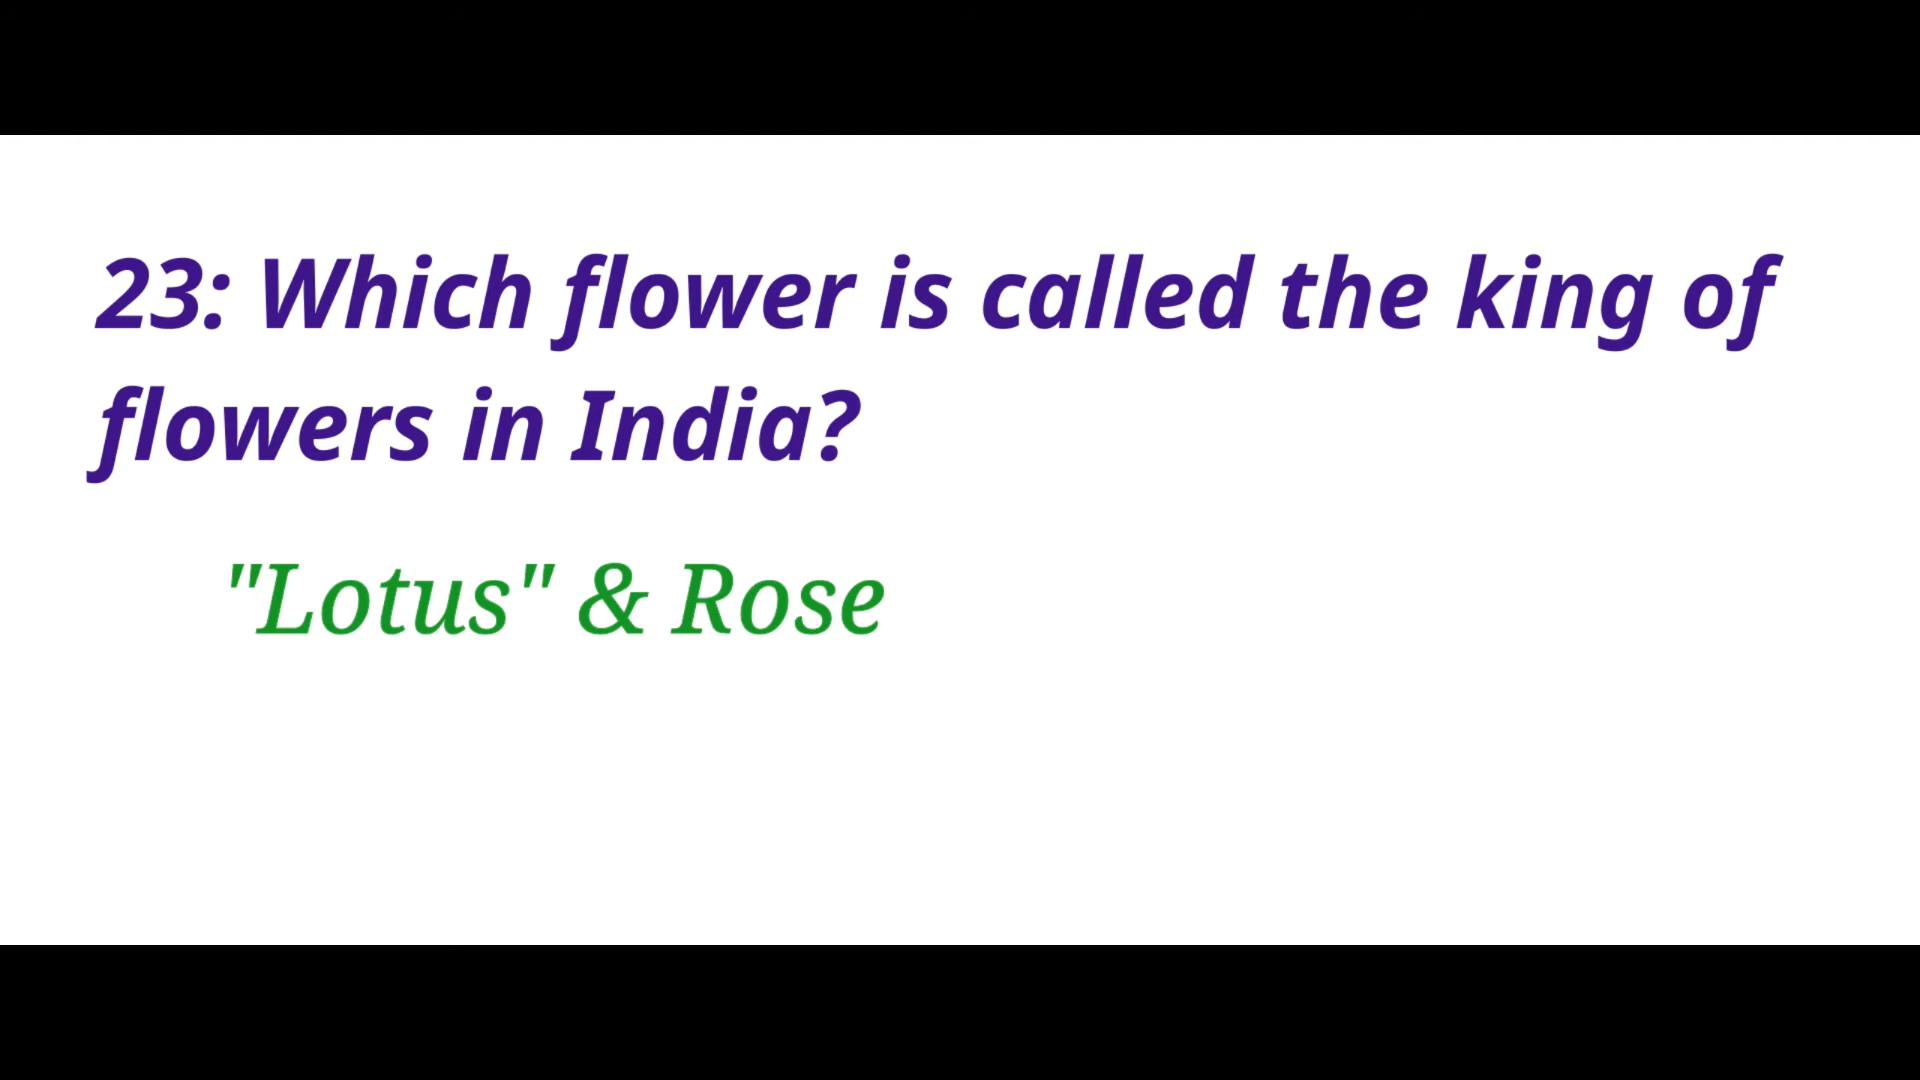 23: Which flower is called the king of
flowers in India?
"Lotus" & Rose